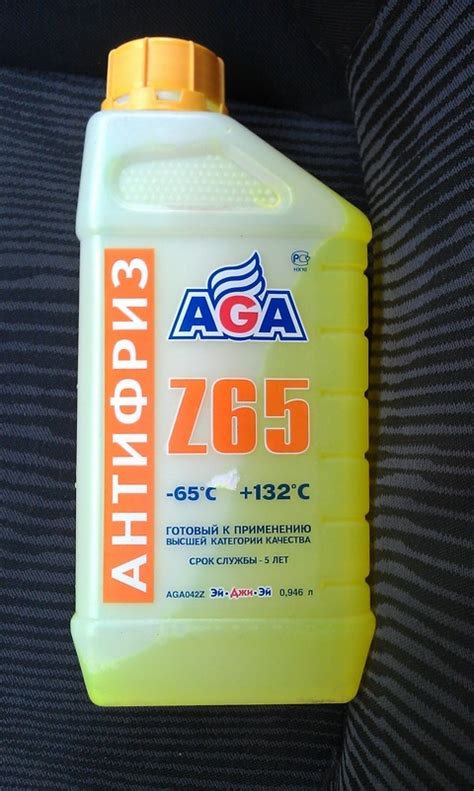 АНТИФРИЗ
AGA
Z65
-65°C +132°C
ГОТОВЫЙ К ПРИМЕНЕНИЮ
ВЫСШЕЙ КАТЕГОРИИ КАЧЕСТВА
СРОК СЛУЖБЫ - 5 ЛЕТ
AGA042Z Эй•Джи•Эй 0,946 л